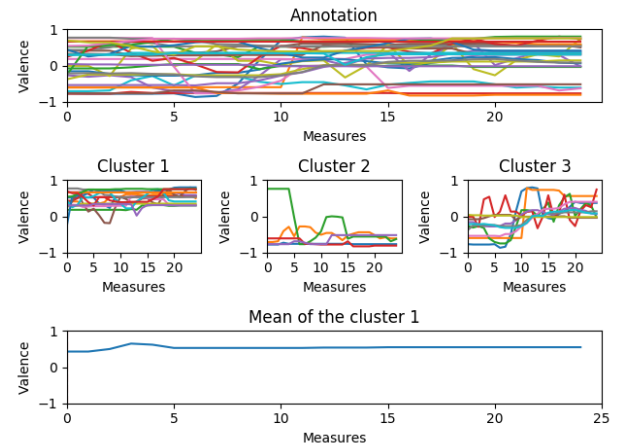 Annotation
1
0
−1
Valence
0 5 10 15 20
Measures
Cluster 1 Cluster 2 Cluster 3
1 1 1
0 0 0
−1 −1 −1
Valence Valence Valence
0 5 10 15 20 0 5 10 15 20 0 5 10 15 20
Measures Measures Measures
Mean of the cluster 1
1
0
−1
Valence
0 5 10 15 20 25
Measures